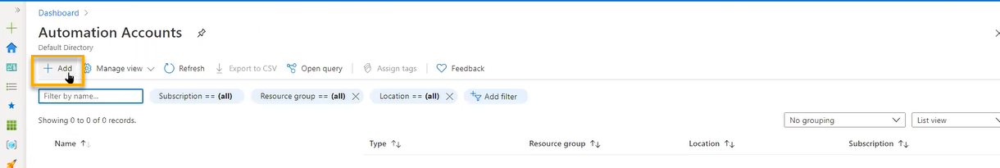 Dashboard
Automation Accounts
Default Directory
Add Manage view Refresh Export to CSV Open query Assign tags Feedback
Filter by name... Subscription == (all) Resource group == (all) Location == (all) Add filter
Showing 0 to 0 of 0 records. No grouping List view
Name Type Resource group Location Subscription